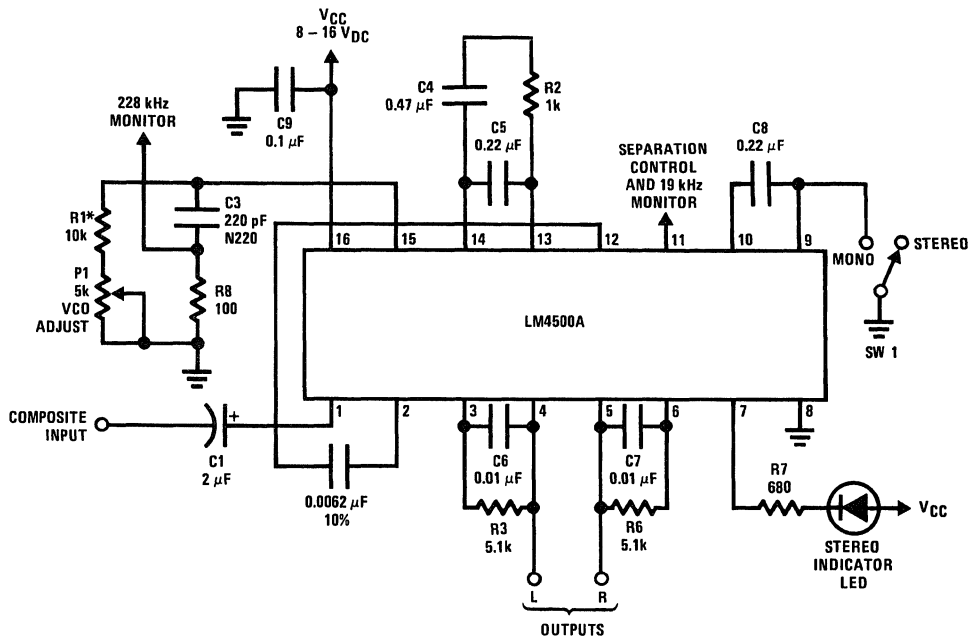 VCC
8 – 16 VDC
C9
0.1 µF
228 kHz
MONITOR
C4
0.47 µF
R2
1k
C5
0.22 µF
SEPARATION
CONTROL
AND 19 kHz
MONITOR
C8
0.22 µF
R1*
10k
C3
220 pF
N220
P1
5k
VCO
ADJUST
R8
100
16
15
14
13
12
11
10
9
MONO
STEREO
SW 1
LM4500A
COMPOSITE
INPUT
C1
+
2 µF
1
2
3
4
5
6
7
8
0.0062 µF
10%
C6
0.01 µF
C7
0.01 µF
R3
5.1k
R6
5.1k
R7
680
VCC
STEREO
INDICATOR
LED
L
R
OUTPUTS